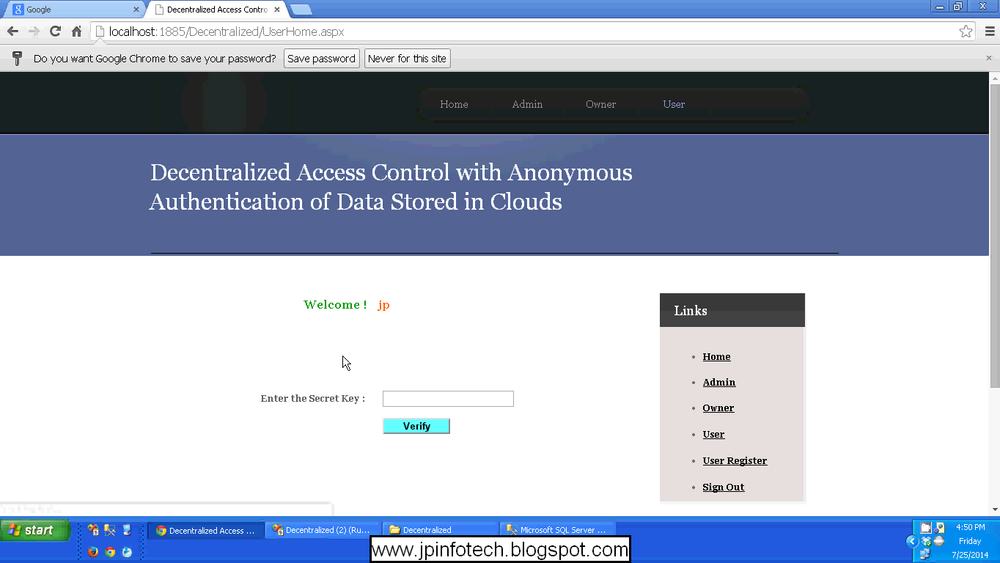 Google
Decentralized Access Contro
localhost:1885/Decentralized/UserHome.aspx
Do you want Google Chrome to save your password? Save password Never for this site
Home Admin Owner User
Decentralized Access Control with Anonymous
Authentication of Data Stored in Clouds
Welcome ! jp
Enter the Secret Key :
Verify
Links
Home
Admin
Owner
User
User Register
Sign Out
start
Decentralized Access ...
Decentralized (2) (Ru...
Decentralized
Microsoft SQL Server ...
4:50 PM
Friday
7/25/2014
www.jpinfotech.blogspot.com